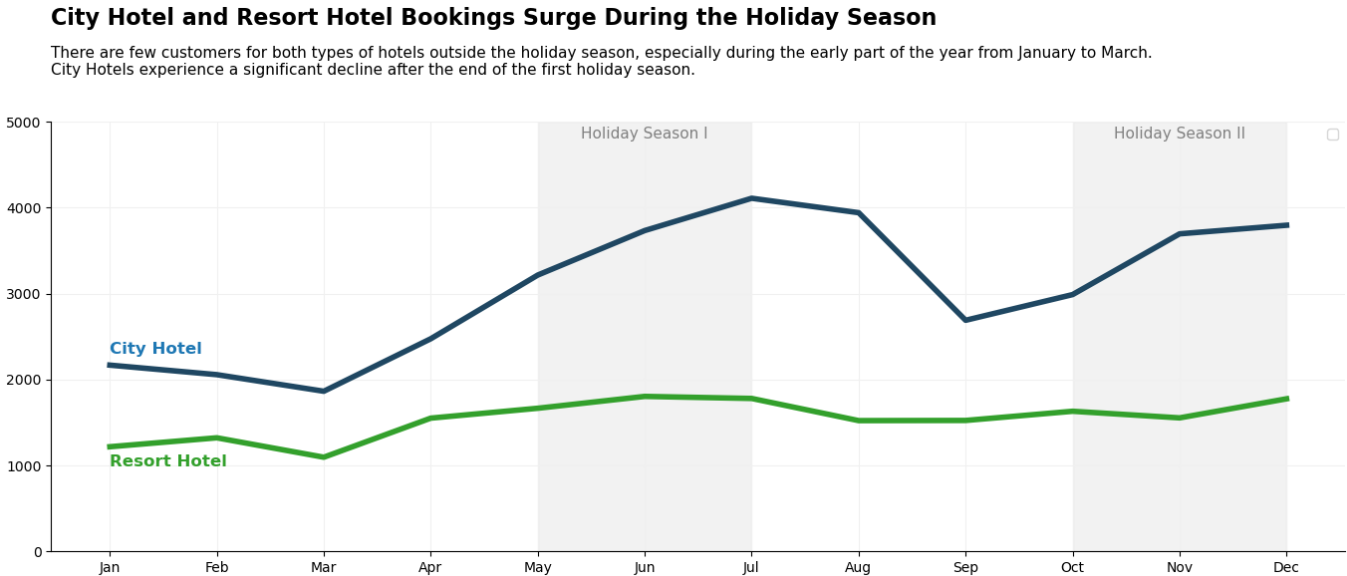 City Hotel and Resort Hotel Bookings Surge During the Holiday Season
There are few customers for both types of hotels outside the holiday season, especially during the early part of the year from January to March.
City Hotels experience a significant decline after the end of the first holiday season.
5000
Holiday Season I
Holiday Season II
4000
3000
City Hotel
2000
Resort Hotel
1000
0
Jan Feb Mar Apr May Jun Jul Aug Sep Oct Nov Dec